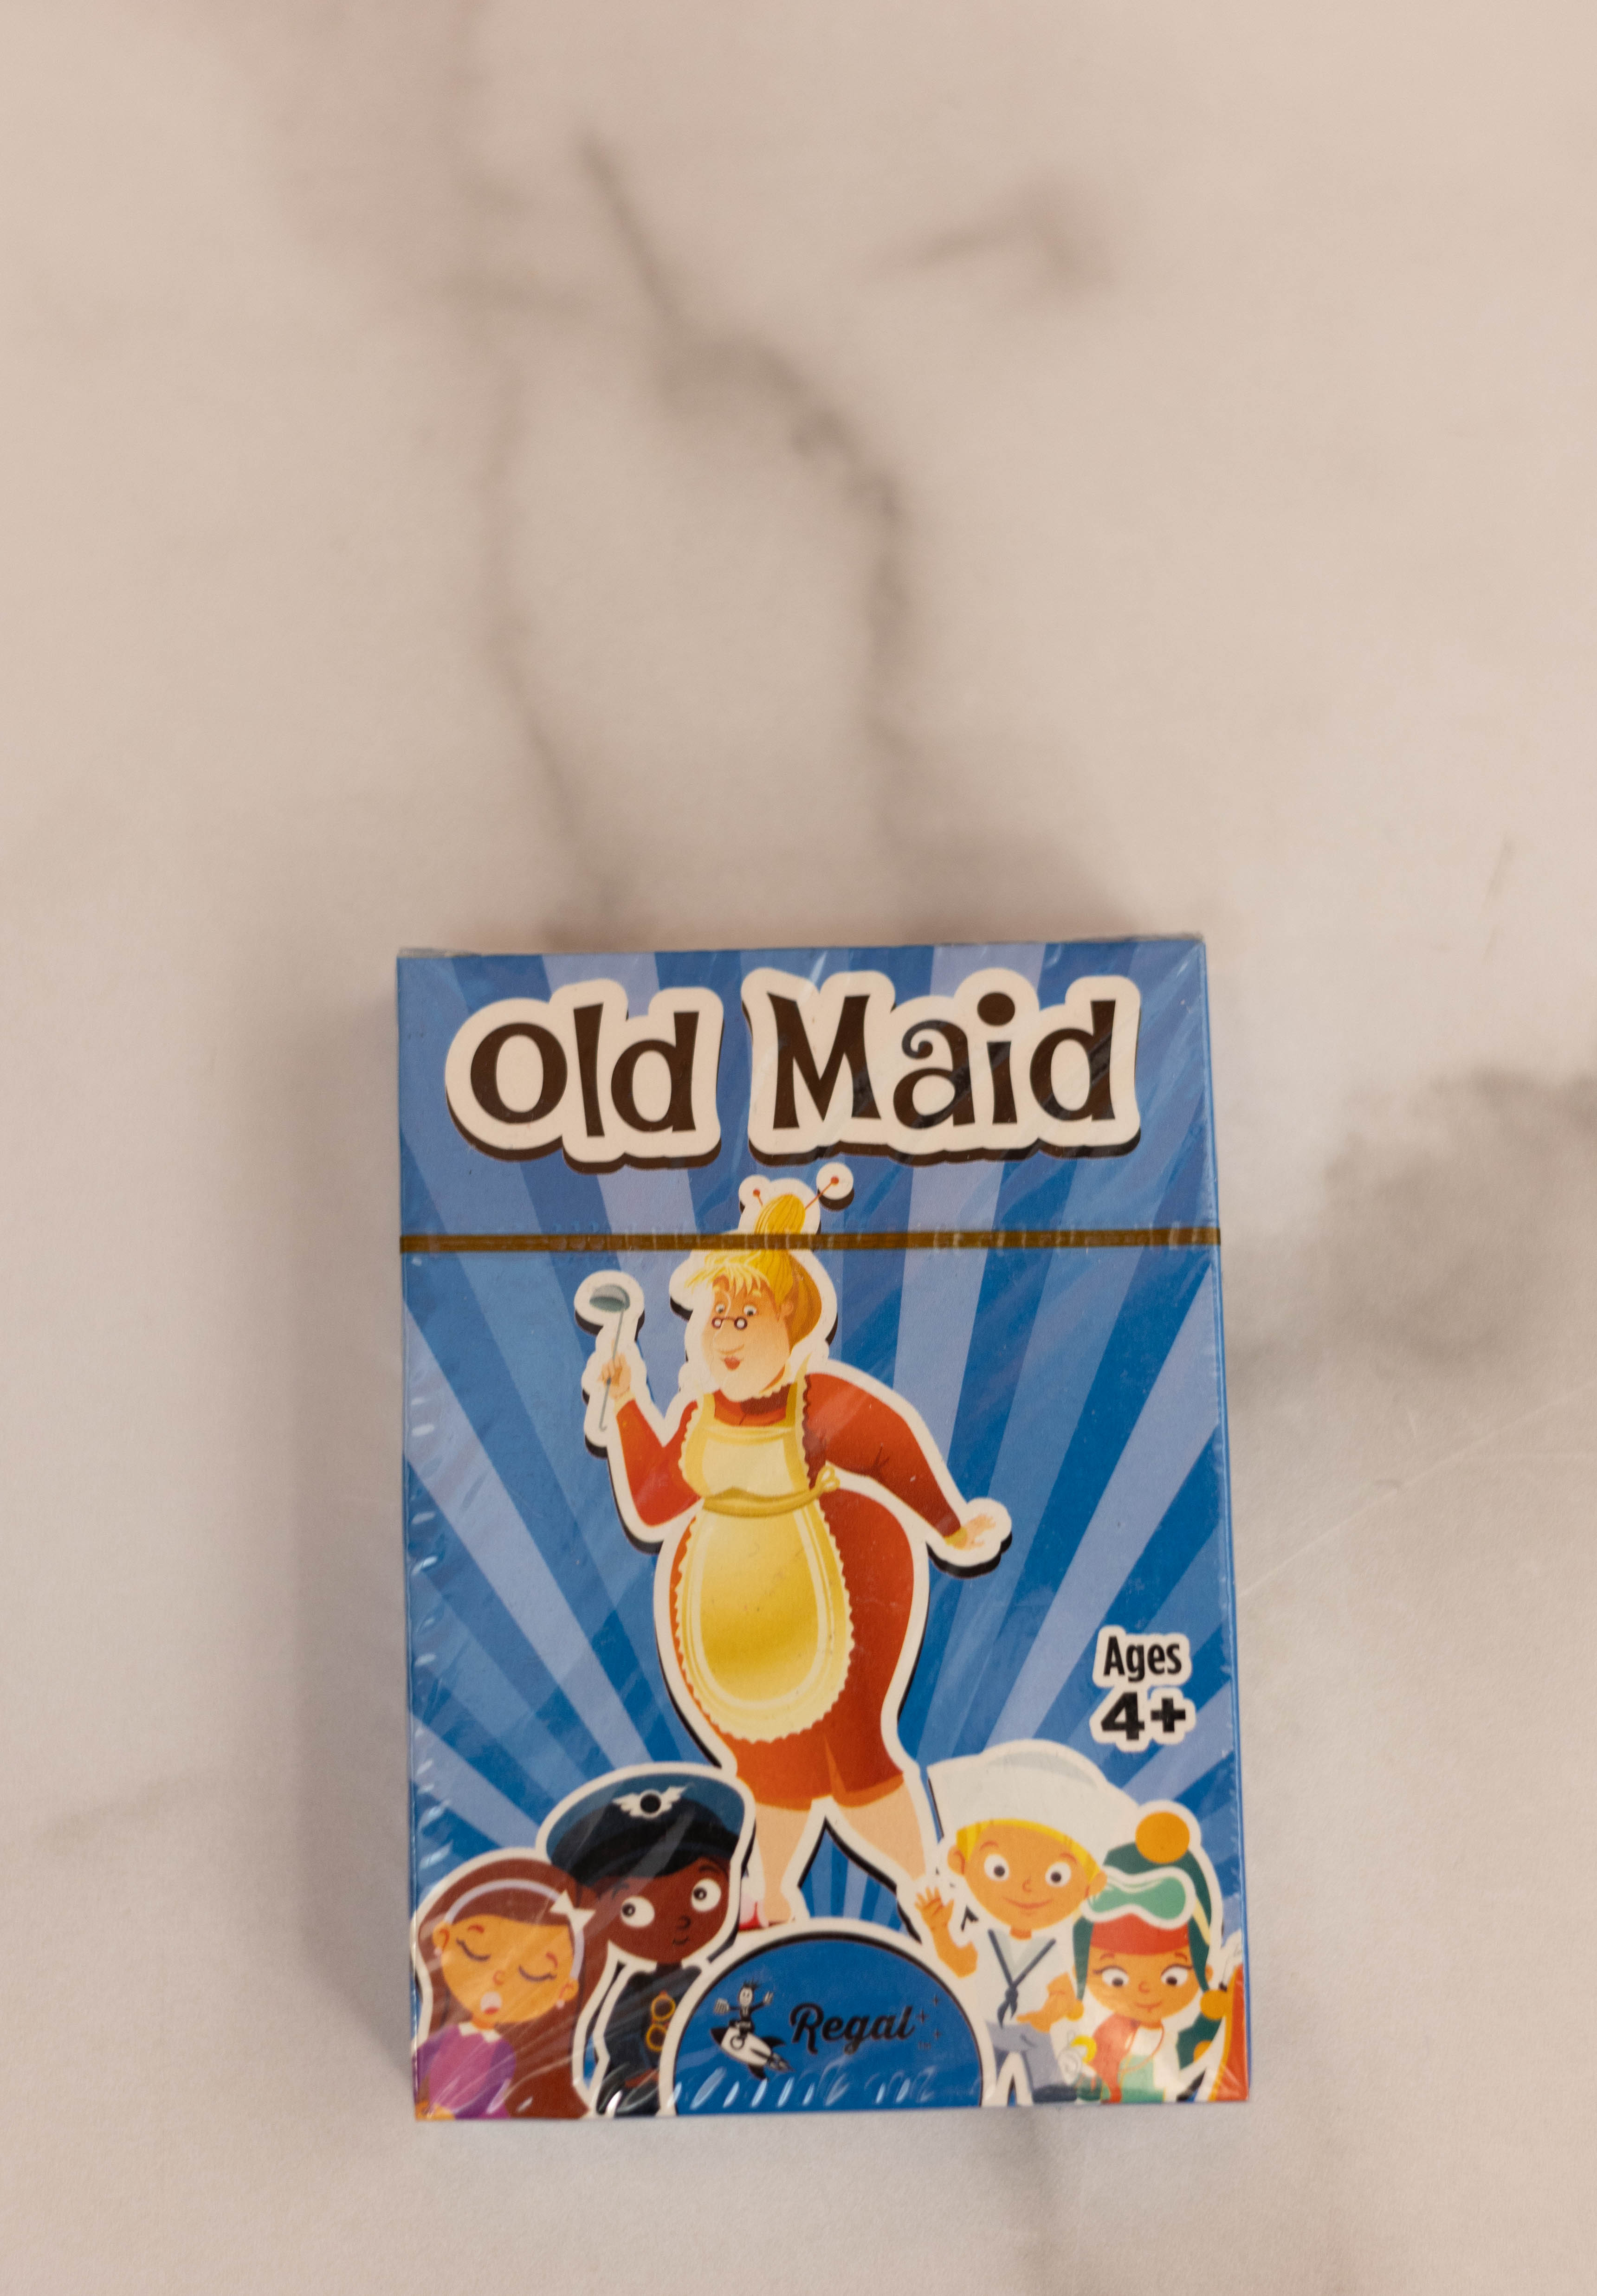 Old Maid
Ages
4+
Regal